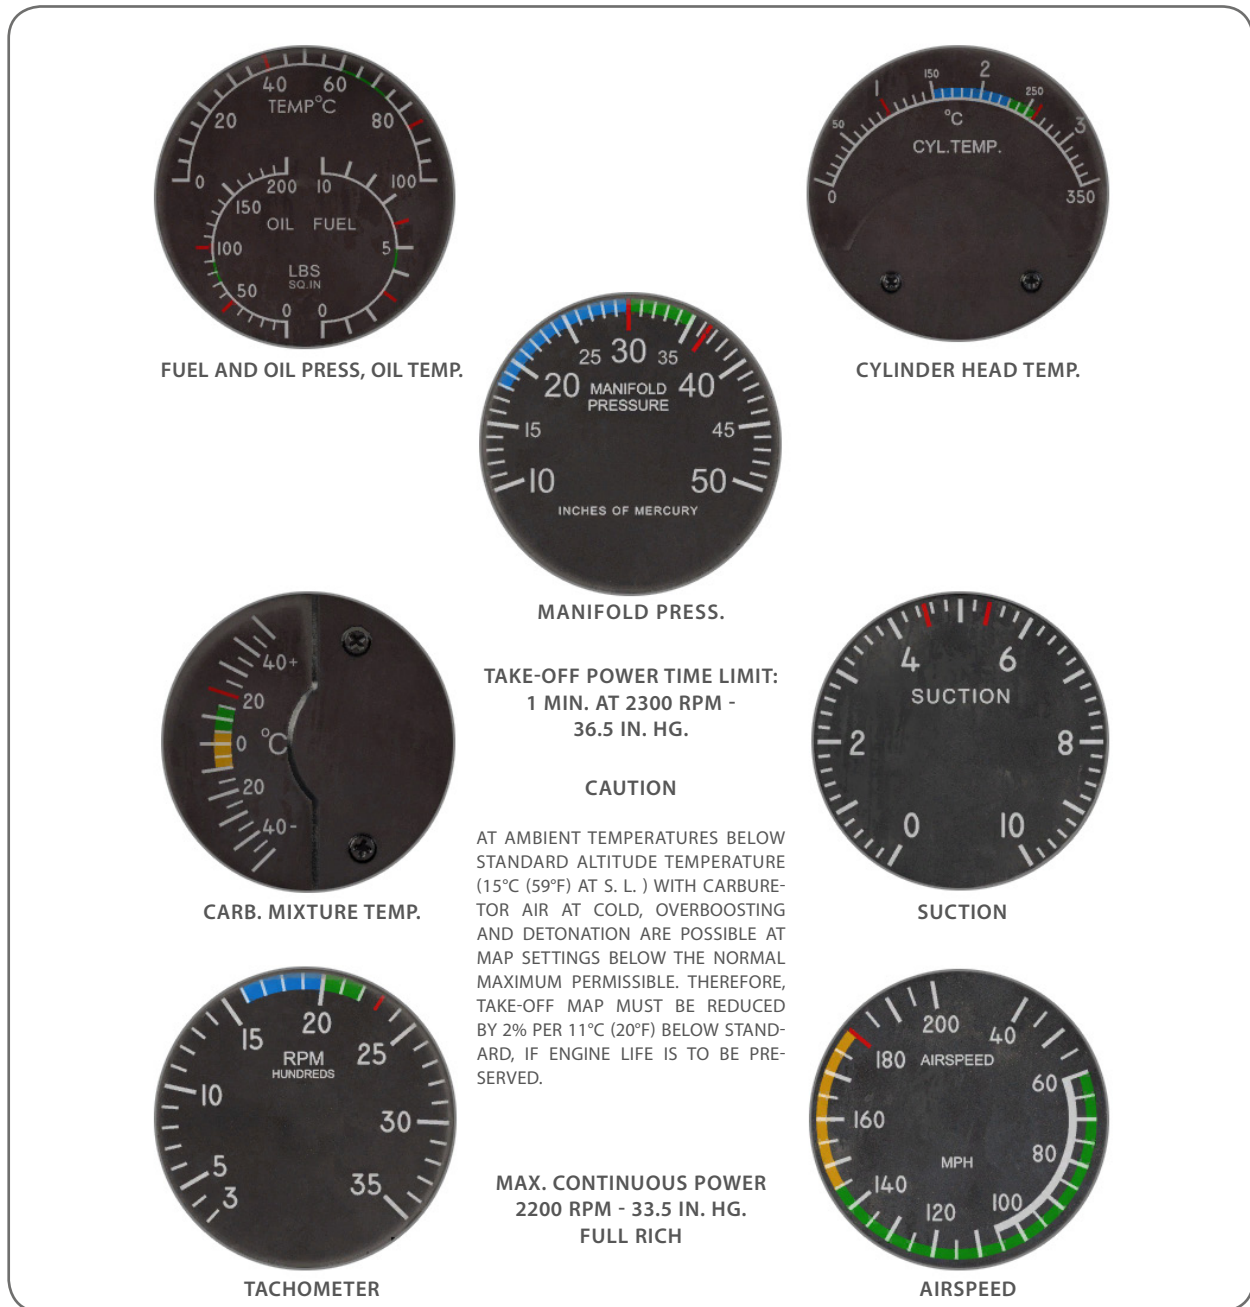 40 60
TEMP°C
20 80
0 100
200 10
150
OIL FUEL
100 5
LBS
SQ.IN
50
0 0
FUEL AND OIL PRESS, OIL TEMP.
150 2 250
1 3
50
°C
CYL.TEMP.
0 350
CYLINDER HEAD TEMP.
25 30 35
20 40
MANIFOLD
PRESSURE
15 45
10 50
INCHES OF MERCURY
MANIFOLD PRESS.
40+
20
0 °C
20
40-
CARB. MIXTURE TEMP.
TAKE-OFF POWER TIME LIMIT:
1 MIN. AT 2300 RPM -
36.5 IN. HG.
4 6
SUCTION
2 8
0 10
SUCTION
CAUTION
AT AMBIENT TEMPERATURES BELOW
STANDARD ALTITUDE TEMPERATURE
(15°C (59°F) AT S. L. ) WITH CARBURE-
TOR AIR AT COLD, OVERBOOSTING
AND DETONATION ARE POSSIBLE AT
MAP SETTINGS BELOW THE NORMAL
MAXIMUM PERMISSIBLE. THEREFORE,
TAKE-OFF MAP MUST BE REDUCED
BY 2% PER 11°C (20°F) BELOW STAND-
ARD, IF ENGINE LIFE IS TO BE PRE-
SERVED.
20
15 25
RPM
HUNDREDS
10
30
5
3 35
TACHOMETER
MAX. CONTINUOUS POWER
2200 RPM - 33.5 IN. HG.
FULL RICH
200 40
180 AIRSPEED
60
160
80
MPH
140 100
120
AIRSPEED